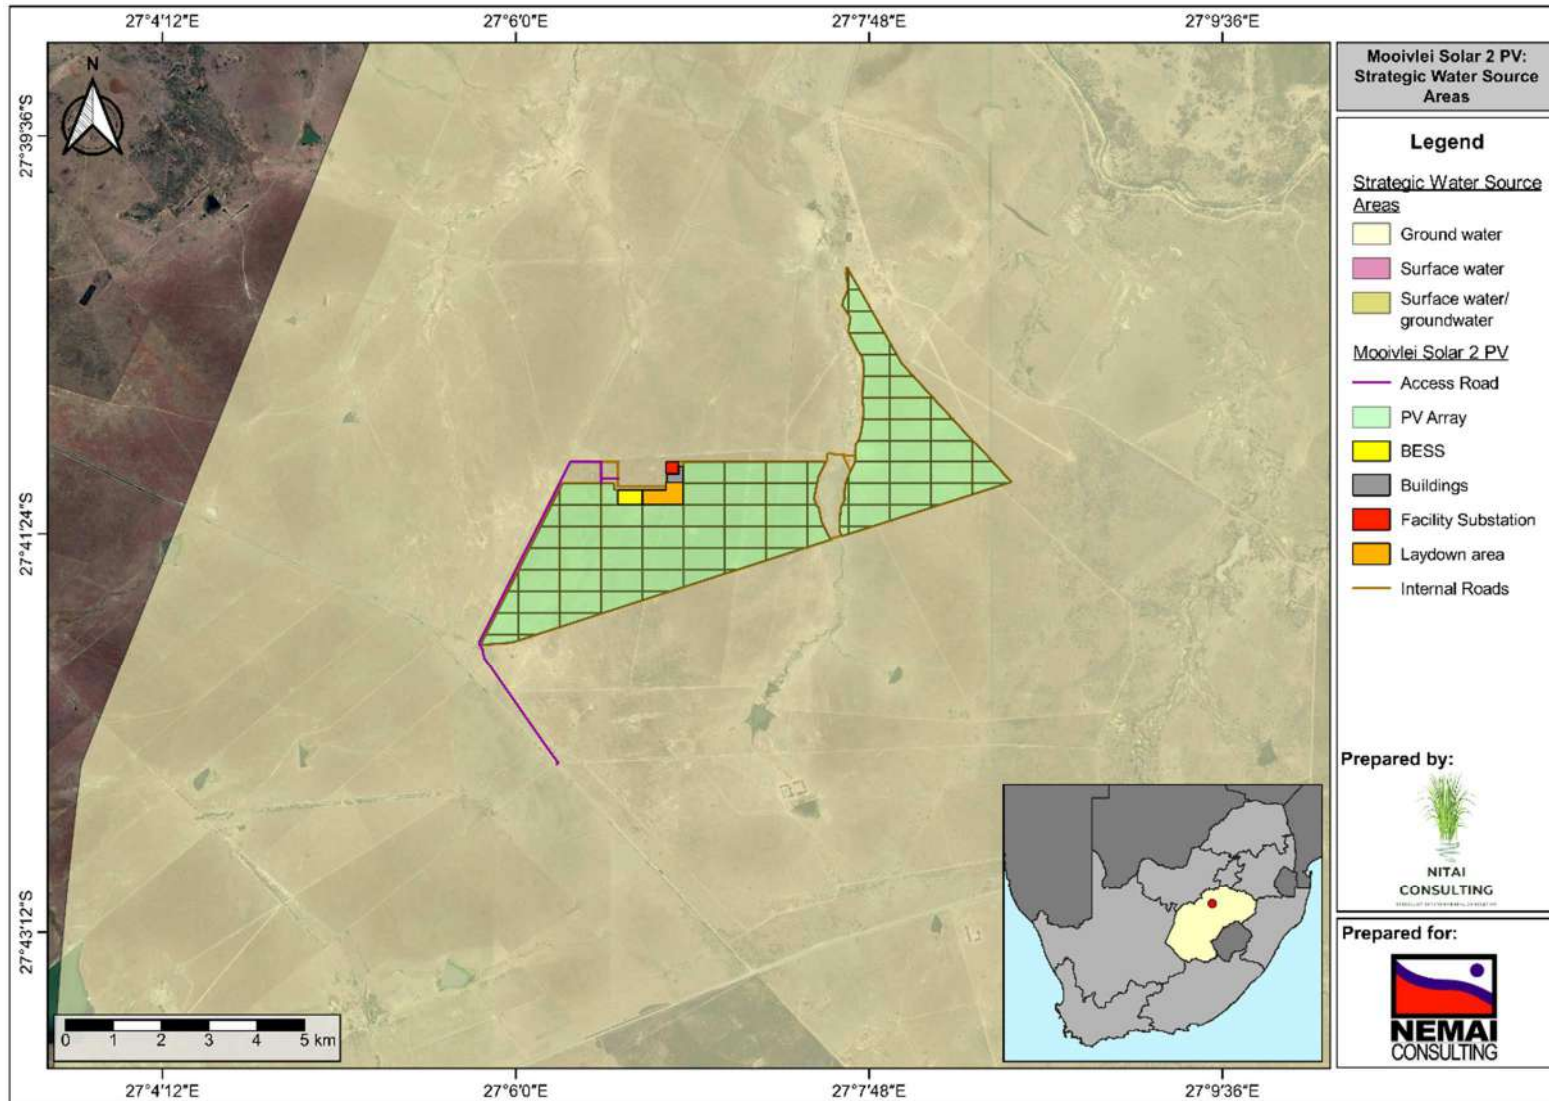 27°4'12"E
27°6'0"E
27°7'48"E
27°9'36"E
27°39'36"S
27°41'24"S
27°43'12"S
N
0 1 2 3 4 5 km
27°4'12"E
27°6'0"E
27°7'48"E
27°9'36"E
Mooivlei Solar 2 PV:
Strategic Water Source
Areas
Legend
Strategic Water Source
Areas
Ground water
Surface water
Surface water/
groundwater
Mooivlei Solar 2 PV
Access Road
PV Array
BESS
Buildings
Facility Substation
Laydown area
Internal Roads
Prepared by:
NITAI
CONSULTING
Prepared for:
NEMAI
CONSULTING